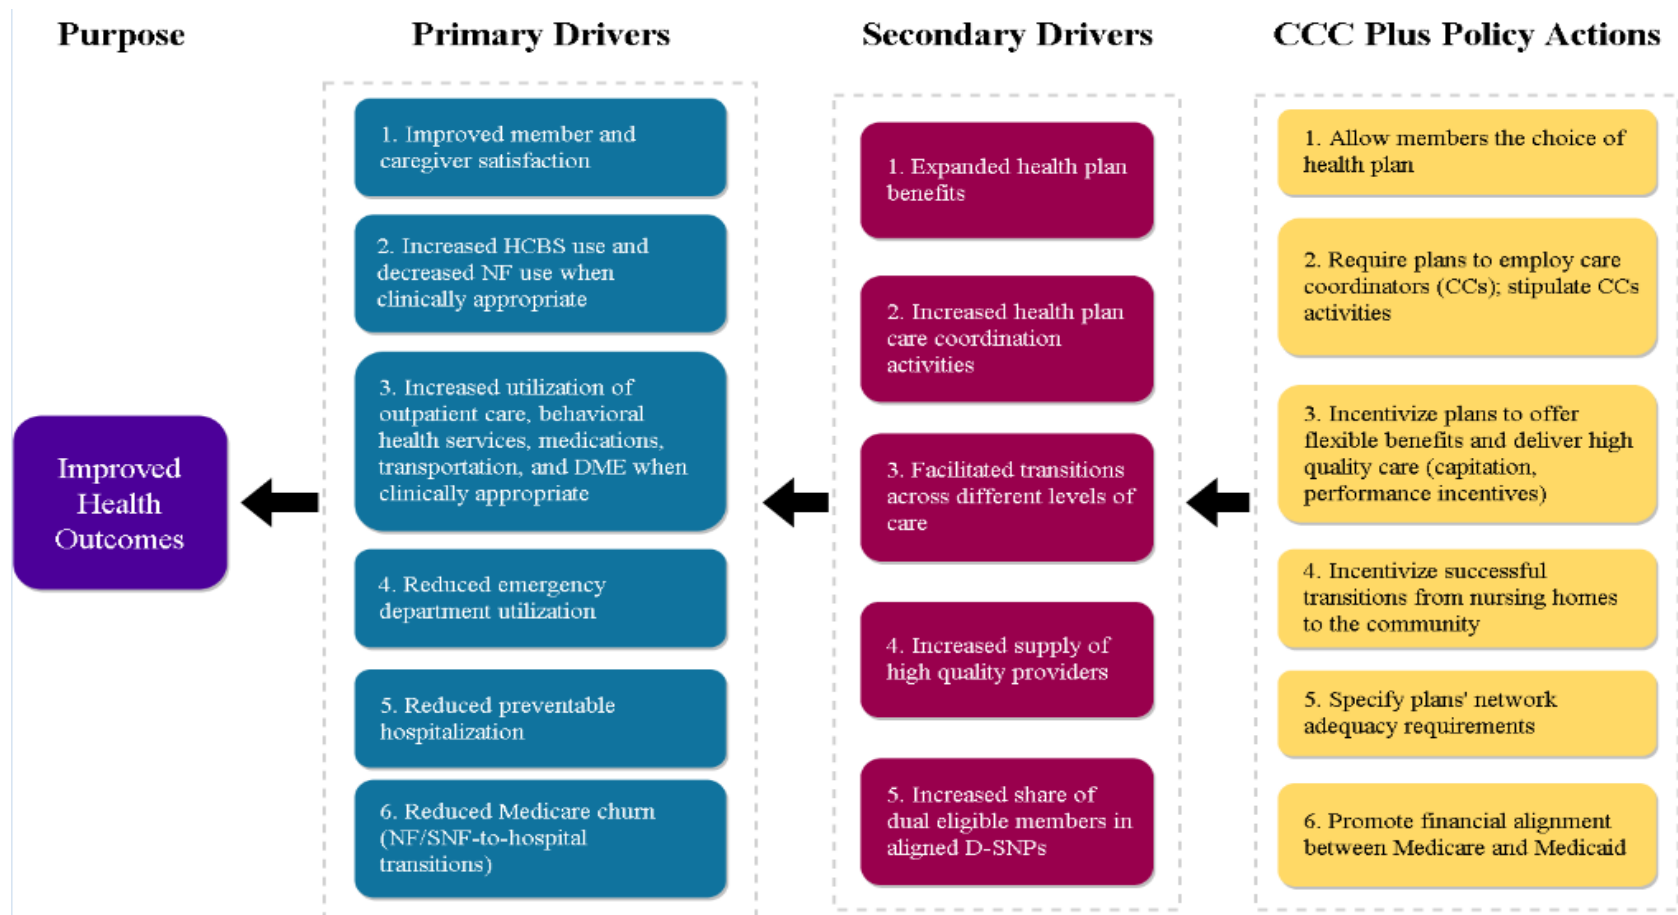 Purpose
Primary Drivers
Secondary Drivers
CCC Plus Policy Actions
Improved
Health
Outcomes
1. Improved member and
caregiver satisfaction
2. Increased HCBS use and
decreased NF use when
clinically appropriate
3. Increased utilization of
outpatient care, behavioral
health services, medications,
transportation, and DME when
clinically appropriate
4. Reduced emergency
department utilization
5. Reduced preventable
hospitalization
6. Reduced Medicare churn
(NF/SNF-to-hospital
transitions)
1. Expanded health plan
benefits
2. Increased health plan
care coordination
activities
3. Facilitated transitions
across different levels of
care
4. Increased supply of
high quality providers
5. Increased share of
dual eligible members in
aligned D-SNPs
1. Allow members the choice of
health plan
2. Require plans to employ care
coordinators (CCs); stipulate CCs
activities
3. Incentivize plans to offer
flexible benefits and deliver high
quality care (capitation,
performance incentives)
4. Incentivize successful
transitions from nursing homes
to the community
5. Specify plans' network
adequacy requirements
6. Promote financial alignment
between Medicare and Medicaid